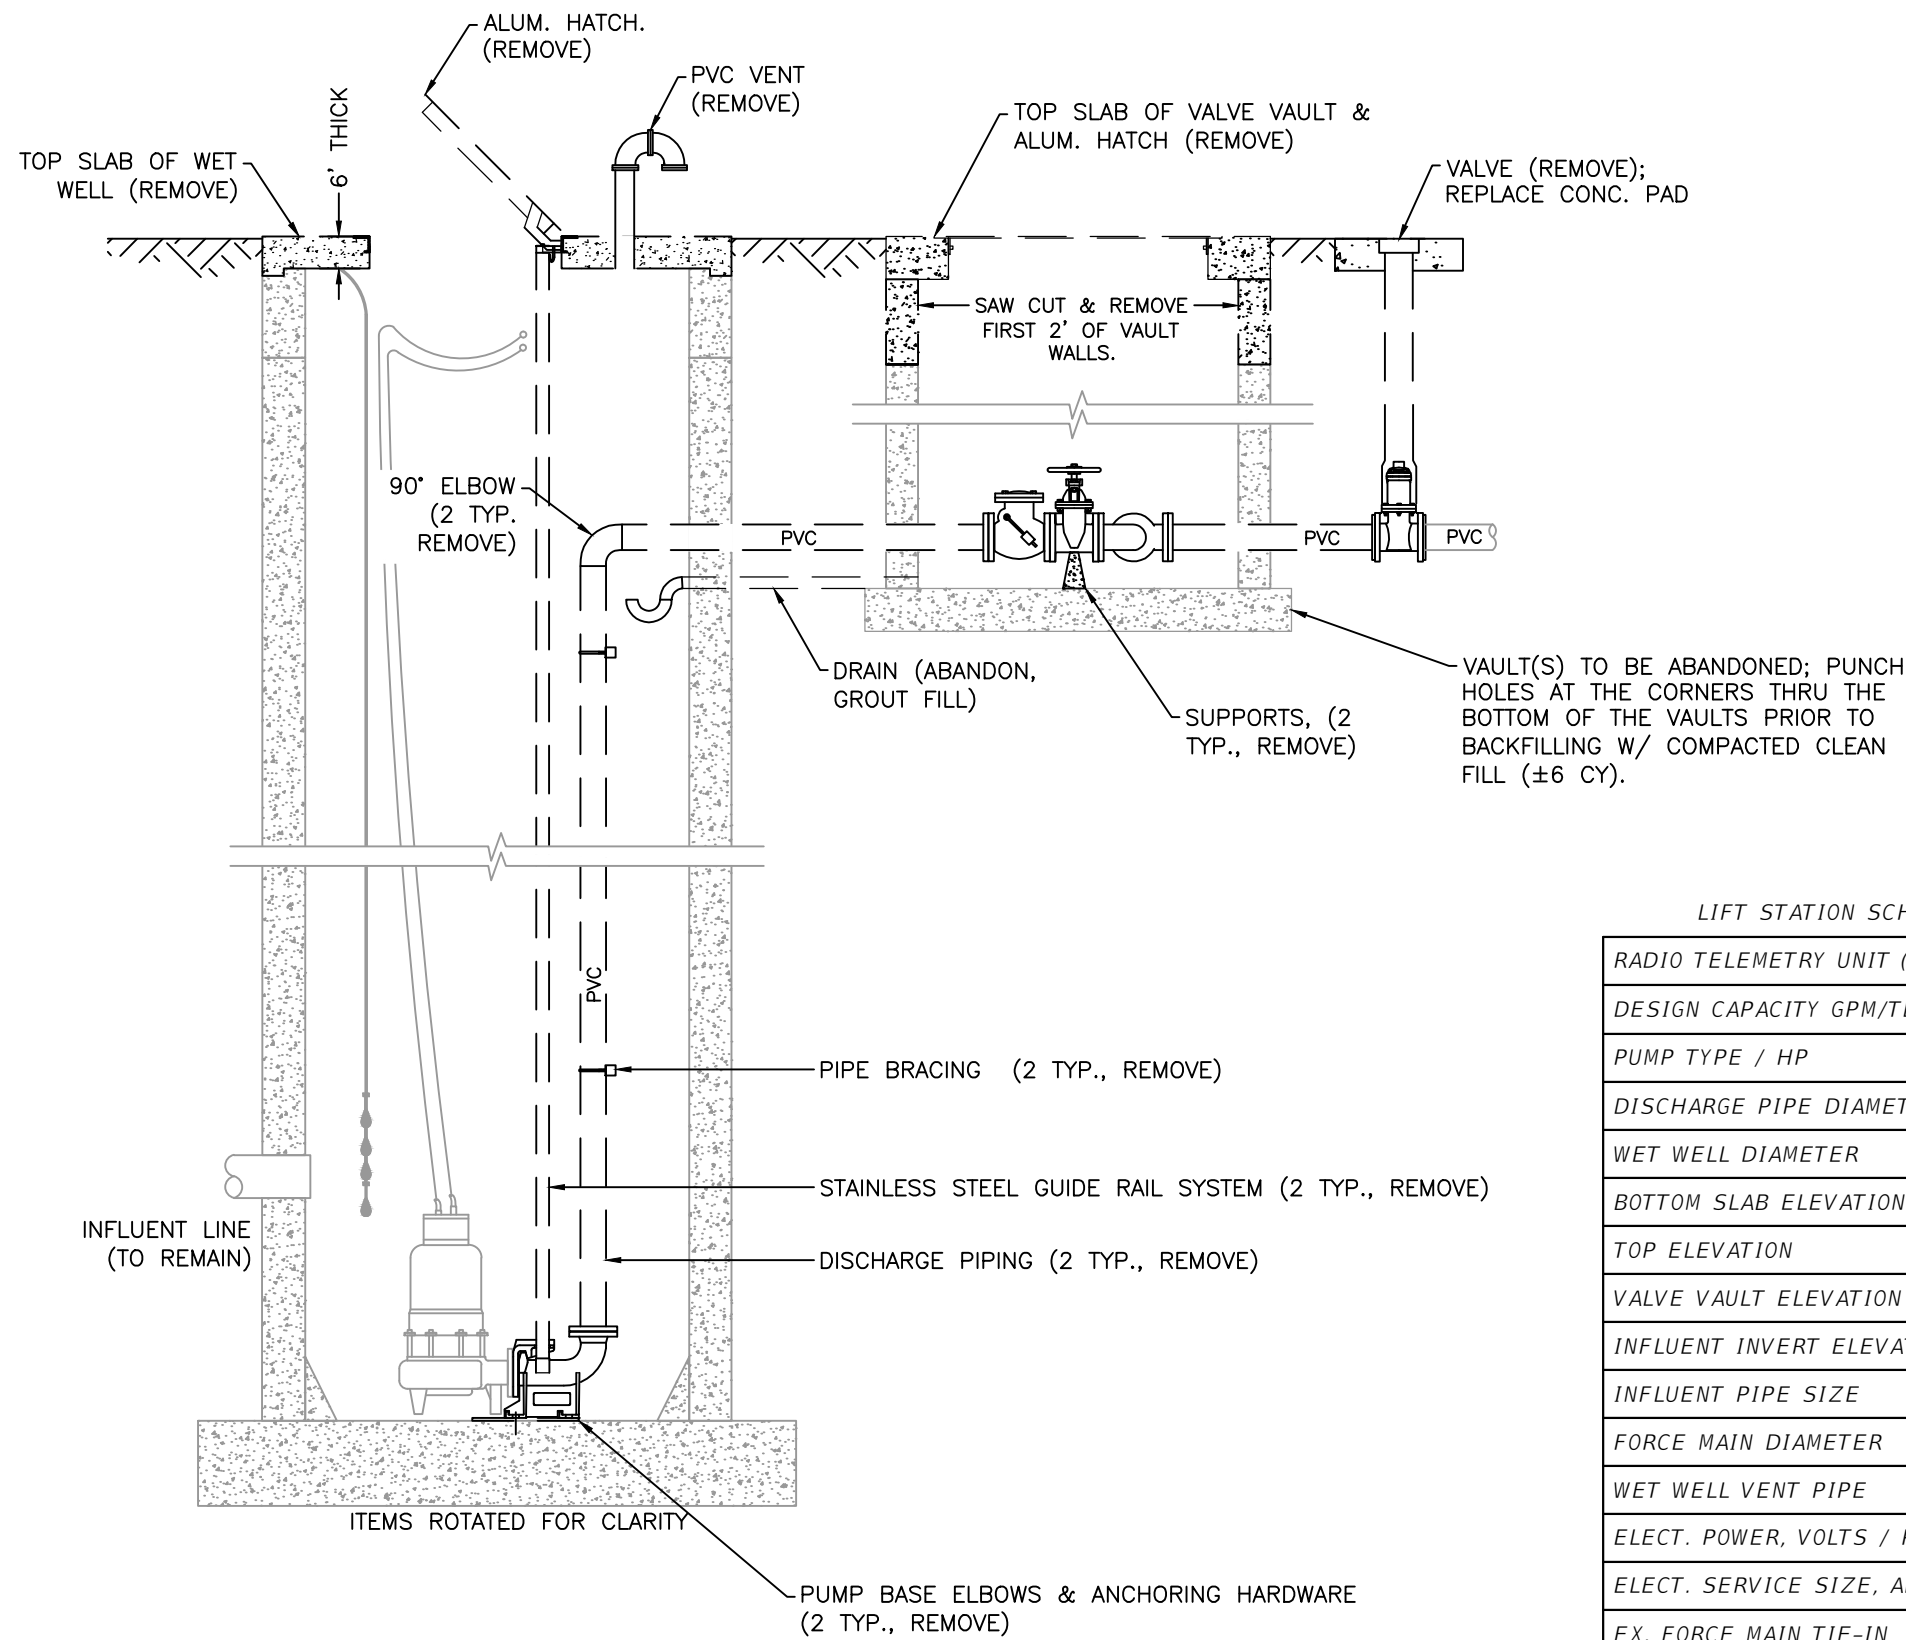 ALUM. HATCH.
(REMOVE)
PVC VENT
(REMOVE)
TOP SLAB OF VALVE VAULT &
ALUM. HATCH (REMOVE)
VALVE (REMOVE);
REPLACE CONC. PAD
TOP SLAB OF WET
WELL (REMOVE)
6' THICK
SAW CUT & REMOVE
FIRST 2' OF VAULT
WALLS.
90° ELBOW
(2 TYP.
REMOVE)
PVC
PVC
PVC
DRAIN (ABANDON,
GROUT FILL)
SUPPORTS, (2
TYP., REMOVE)
VAULT(S) TO BE ABANDONED; PUNCH
HOLES AT THE CORNERS THRU THE
BOTTOM OF THE VAULTS PRIOR TO
BACKFILLING W/ COMPACTED CLEAN
FILL (±6 CY).
PVC
PIPE BRACING (2 TYP., REMOVE)
STAINLESS STEEL GUIDE RAIL SYSTEM (2 TYP., REMOVE)
DISCHARGE PIPING (2 TYP., REMOVE)
INFLUENT LINE
(TO REMAIN)
ITEMS ROTATED FOR CLARITY
PUMP BASE ELBOWS & ANCHORING HARDWARE
(2 TYP., REMOVE)
LIFT STATION SCH
RADIO TELEMETRY UNIT (
DESIGN CAPACITY GPM/T
PUMP TYPE / HP
DISCHARGE PIPE DIAMET
WET WELL DIAMETER
BOTTOM SLAB ELEVATION
TOP ELEVATION
VALVE VAULT ELEVATION
INFLUENT INVERT ELEVA
INFLUENT PIPE SIZE
FORCE MAIN DIAMETER
WET WELL VENT PIPE
ELECT. POWER, VOLTS /
ELECT. SERVICE SIZE, A
EX. FORCE MAIN TIE-IN